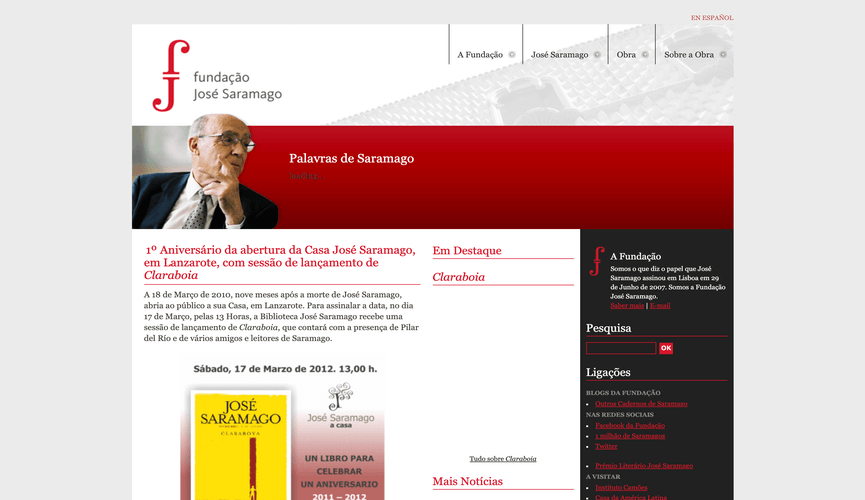 EN ESPAÑOL
fundação
José Saramago
A Fundação
José Saramago
Obra
Sobre a Obra
Palavras de Saramago
1º Aniversário da abertura da Casa José Saramago,
em Lanzarote, com sessão de lançamento de
Claraboia
A 18 de Março de 2010, nove meses após a morte de José Saramago,
abria ao público a sua Casa, em Lanzarote. Para assinalar a data, no dia
17 de Março, pelas 13 Horas, a Biblioteca José Saramago recebe uma
sessão de lançamento de Claraboia, que contará com a presença de Pilar
del Río e de vários amigos e leitores de Saramago.
Sábado, 17 de Marzo de 2012. 13,00 h.
JOSÉ
SARAMAGO
CLARABOYA
José Saramago
a casa
UN LIBRO PARA
CELEBRAR
UN ANIVERSARIO
2011 – 2012
Em Destaque
Claraboia
Tudo sobre Claraboia
Mais Notícias
A Fundação
Somos o que diz o papel que José
Saramago assinou em Lisboa em 29
de Junho de 2007. Somos a Fundação
José Saramago.
Saber mais | E-mail
Pesquisa
OK
Ligações
BLOGS DA FUNDAÇÃO
Outros Cadernos de Saramago
NAS REDES SOCIAIS
Facebook da Fundação
1 milhão de Saramagos
Twitter
Prémio Literário José Saramago
A VISITAR
Instituto Camões
Casa da América Latina